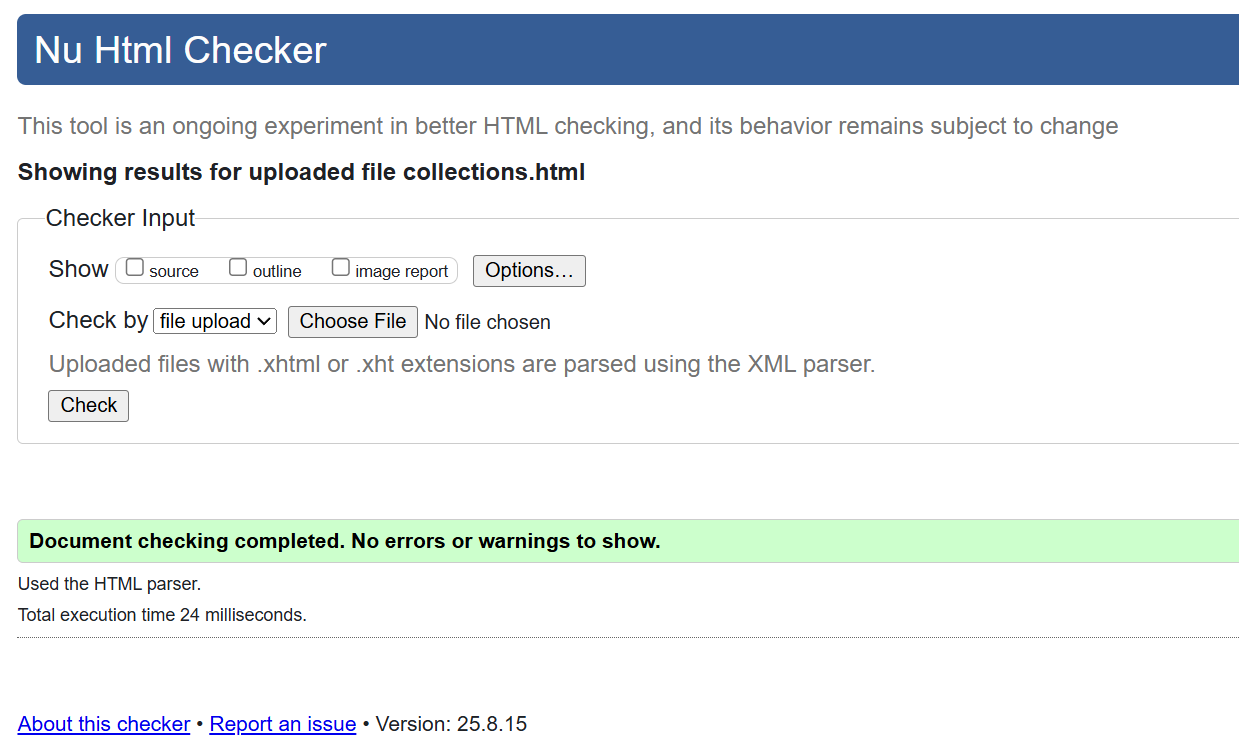 Nu Html Checker
This tool is an ongoing experiment in better HTML checking, and its behavior remains subject to change
Showing results for uploaded file collections.html
Checker Input
Show source outline image report Options...
Check by file upload Choose File No file chosen
Uploaded files with .xhtml or .xht extensions are parsed using the XML parser.
Check
Document checking completed. No errors or warnings to show.
Used the HTML parser.
Total execution time 24 milliseconds.
About this checker • Report an issue • Version: 25.8.15